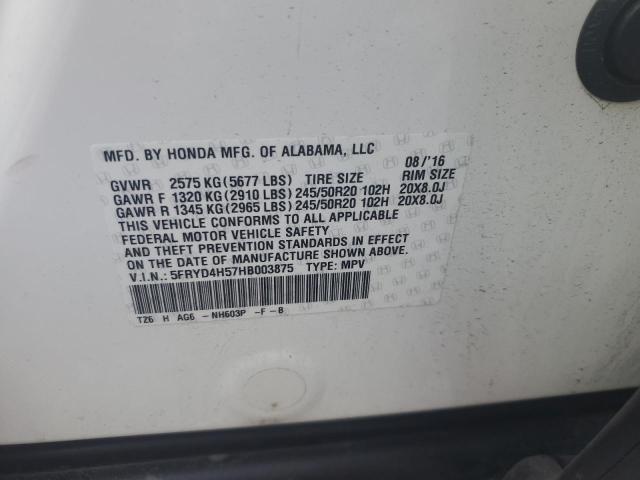 MFD. BY HONDA MFG. OF ALABAMA, LLC 08/'16
GVWR 2575 KG(5677 LBS) TIRE SIZE RIM SIZE
GAWR F 1320 KG(2910 LBS)245/50R20 102H 20X8.0J
GAWR R 1345 KG(2965 LBS)245/50R20 102H 20X8.0J
THIS VEHICLE CONFORMS TO ALL APPLICABLE
FEDERAL MOTOR VEHICLE SAFETY
AND THEFT PREVENTION STANDARDS IN EFFECT
ON THE DATE OF MANUFACTURE SHOWN ABOVE.
V.I.N.: 5FRYD4H57HB003875 TYPE: MPV
T26 H AG6 -NH603P -F-B